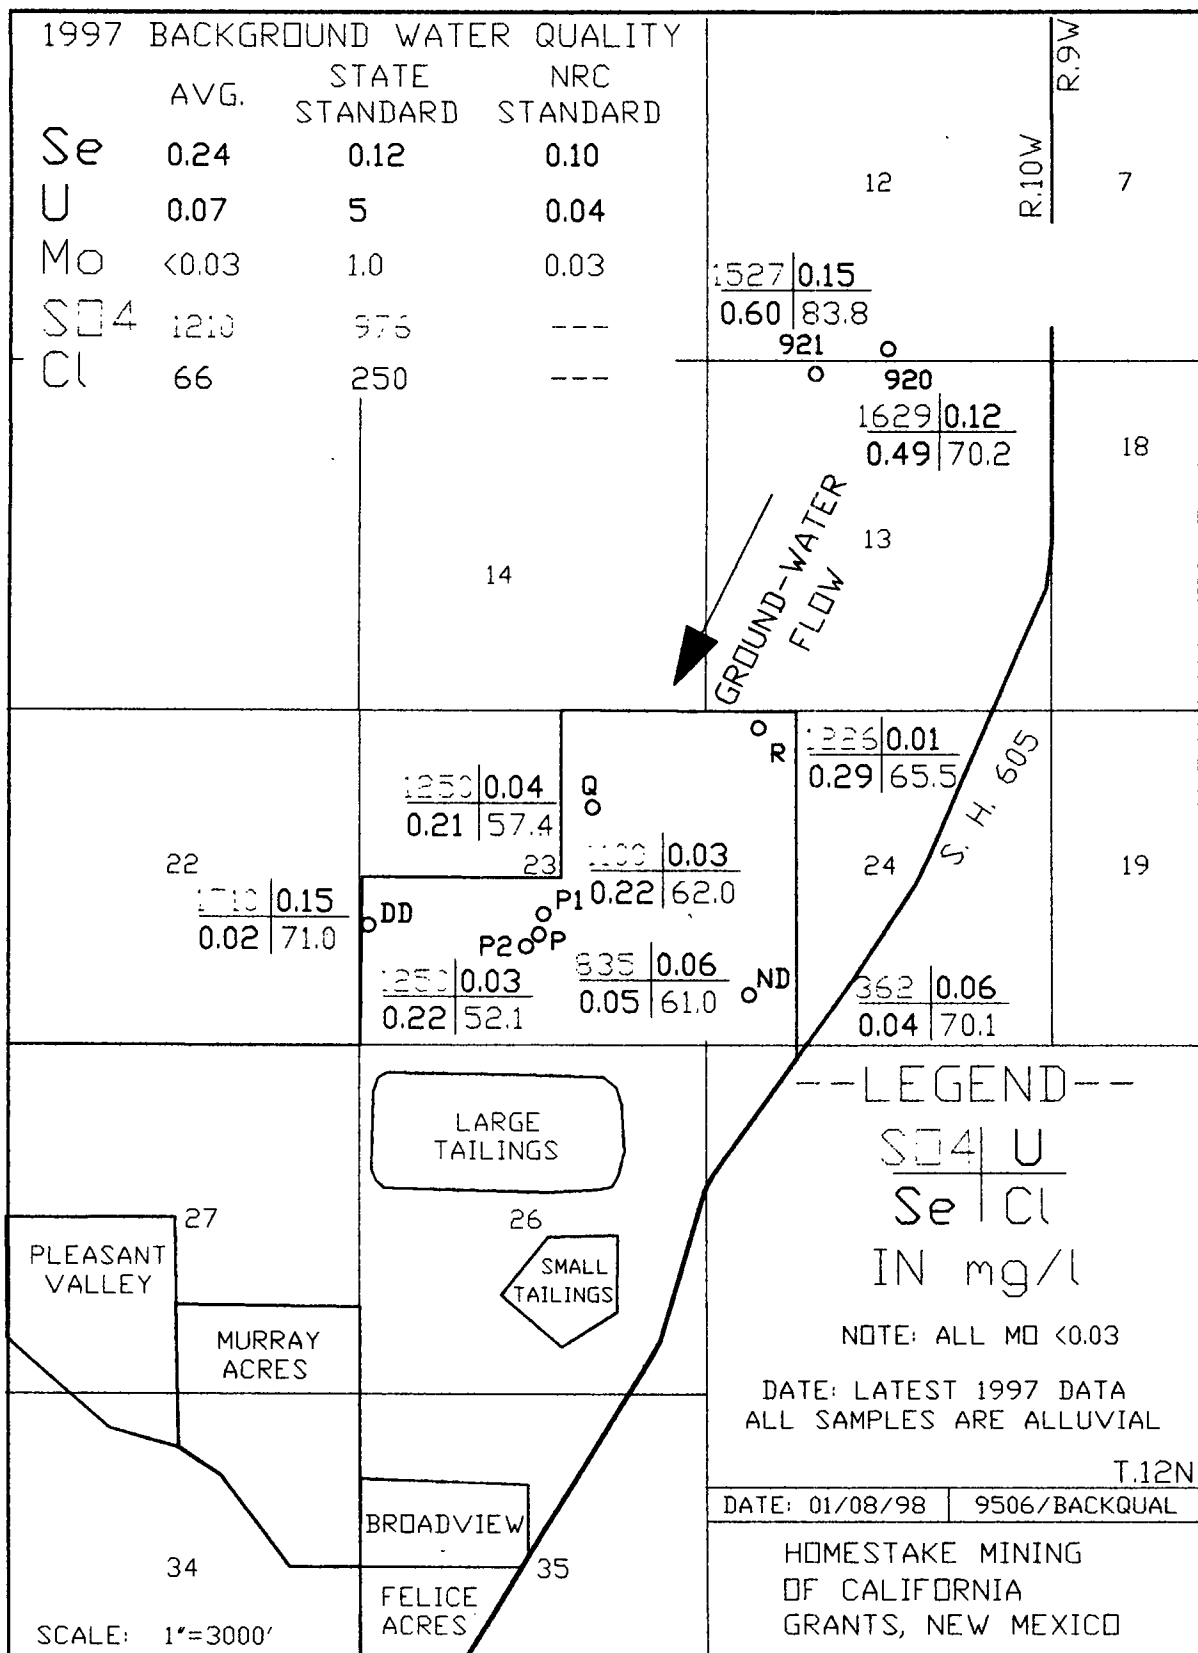 1997 BACKGROUND WATER QUALITY
AVG. STATE STANDARD NRC STANDARD
Se 0.24 0.12 0.10
U 0.07 5 0.04
Mo <0.03 1.0 0.03
SO4 1210 976 ---
Cl 66 250 ---
R.9W
R.10W
12
7
1527 0.15
0.60 83.8
921
920
1629 0.12
0.49 70.2
18
13
14
GROUND-WATER
FLOW
R
1226 0.01
0.29 65.5
S. H. 605
1250 0.04
0.21 57.4
Q
22
23
24
19
0.03
0.22 62.0
1710 0.15
0.02 71.0
DD
P1
P2
P
835 0.06
0.05 61.0
ND
1250 0.03
0.22 52.1
362 0.06
0.04 70.1
--LEGEND--
SO4 U
Se Cl
IN mg/l
NOTE: ALL MO <0.03
DATE: LATEST 1997 DATA
ALL SAMPLES ARE ALLUVIAL
T.12N
LARGE
TAILINGS
27
26
PLEASANT
VALLEY
SMALL
TAILINGS
MURRAY
ACRES
BROADVIEW
34
35
FELICE
ACRES
SCALE: 1"=3000'
DATE: 01/08/98 9506/BACKQUAL
HOMESTAKE MINING
OF CALIFORNIA
GRANTS, NEW MEXICO